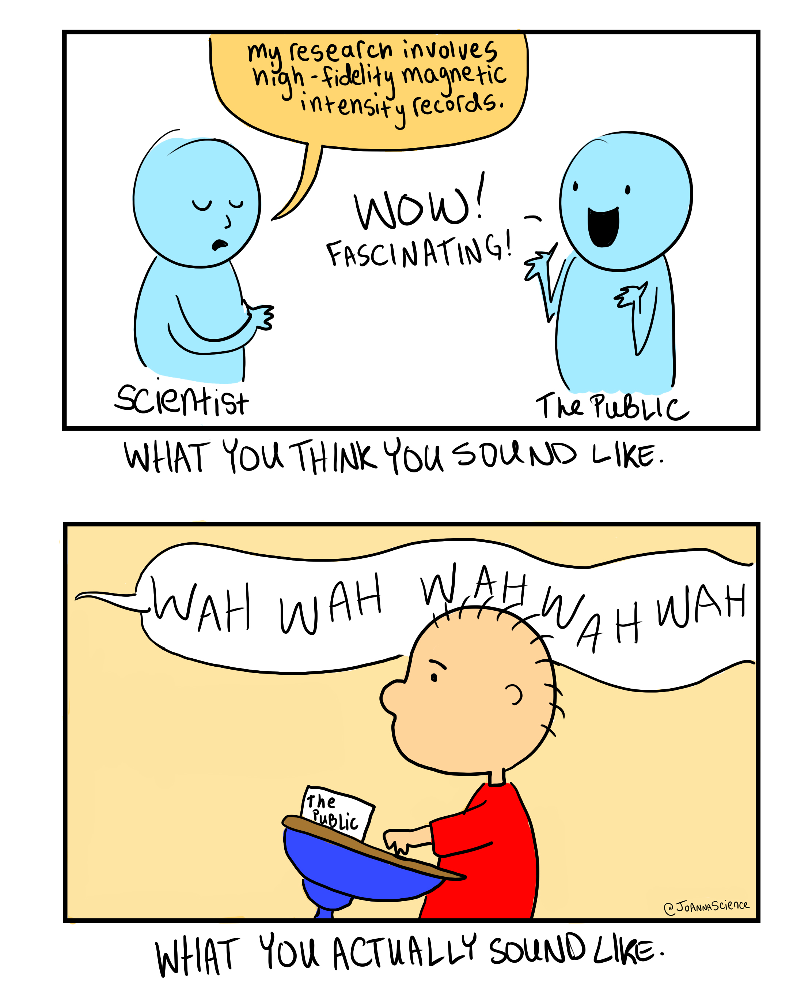 My research involves
high-fidelity magnetic
intensity records.
WOW!
FASCINATING!
Scientist
The Public
WHAT YOU THINK YOU SOUND LIKE.
WAH WAH WAH WAH WAH
The
Public
@JoAnnaScience
WHAT YOU ACTUALLY SOUND LIKE.